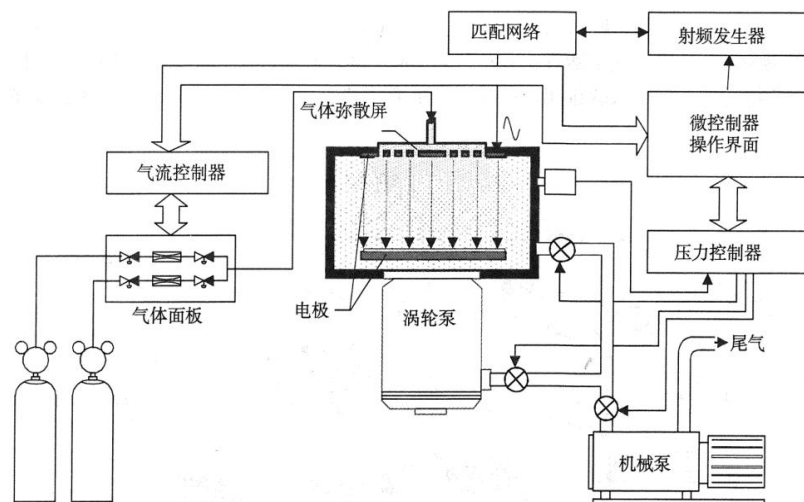 匹配网络
射频发生器
气体弥散屏
微控制器
操作界面
气流控制器
压力控制器
气体面板
电极
涡轮泵
尾气
机械泵